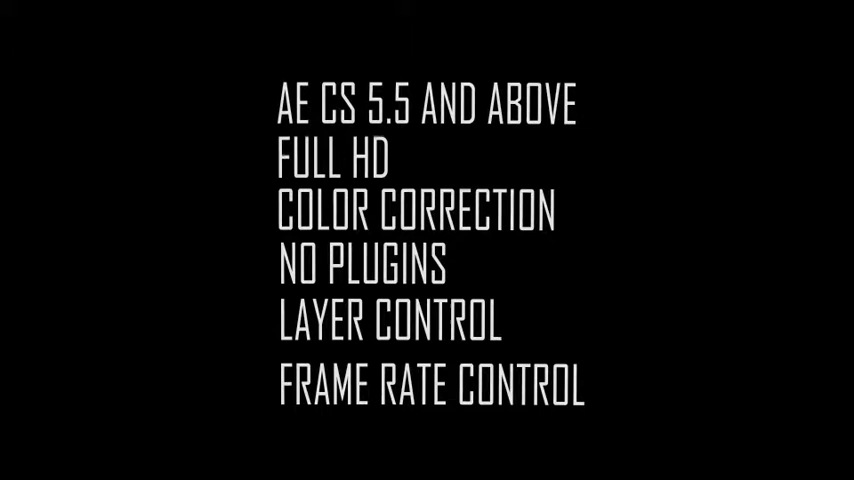 AE CS 5.5 AND ABOVE
FULL HD
COLOR CORRECTION
NO PLUGINS
LAYER CONTROL
FRAME RATE CONTROL